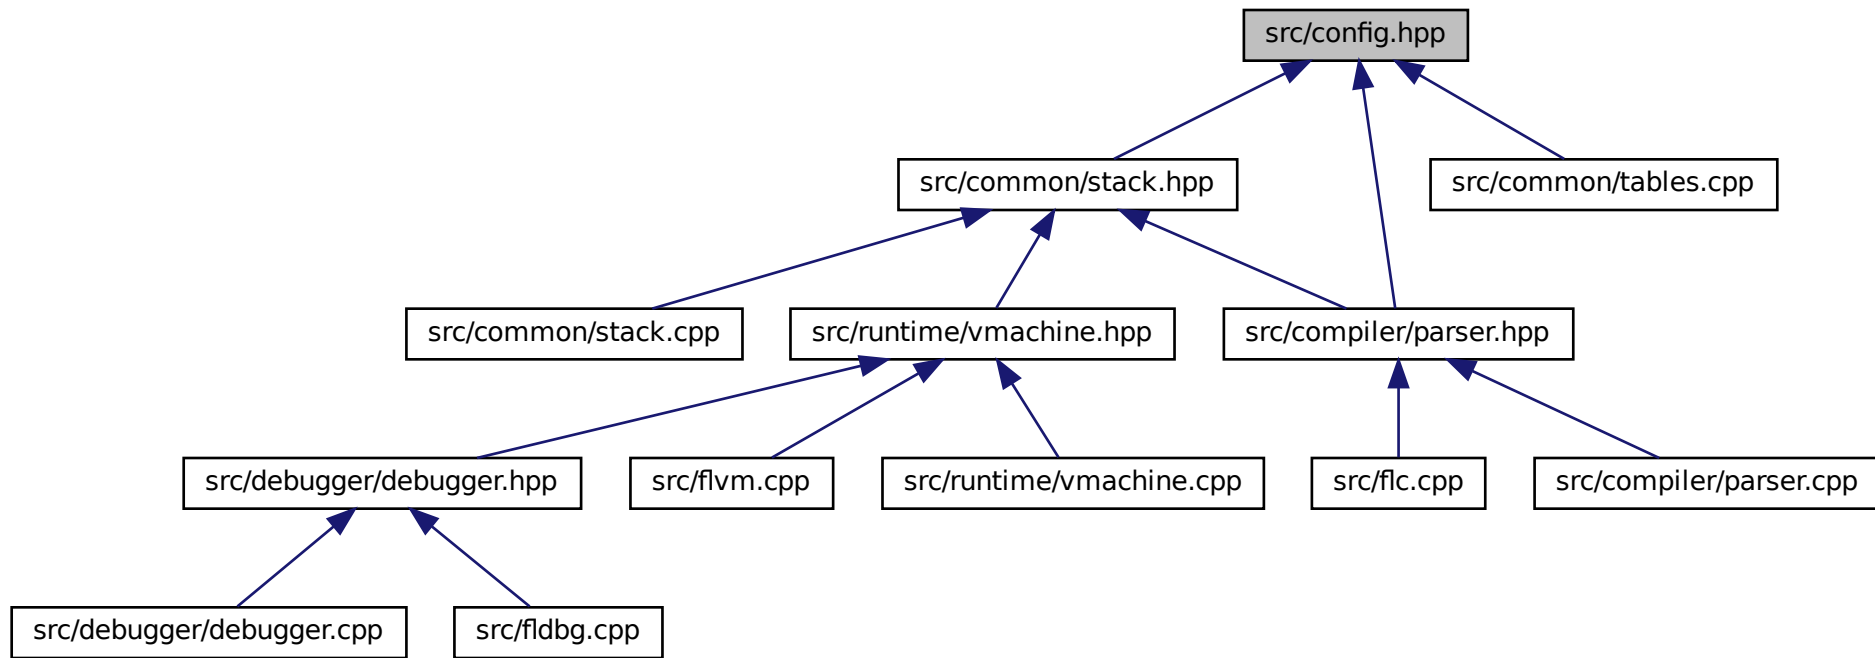 src/config.hpp
src/common/stack.hpp
src/common/tables.cpp
src/common/stack.cpp
src/runtime/vmachine.hpp
src/compiler/parser.hpp
src/debugger/debugger.hpp
src/flvm.cpp
src/runtime/vmachine.cpp
src/flc.cpp
src/compiler/parser.cpp
src/debugger/debugger.cpp
src/fldbg.cpp